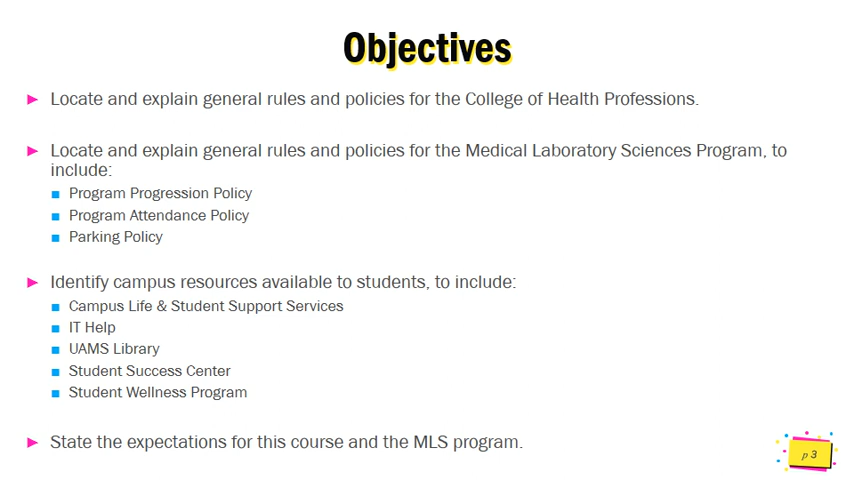 Objectives
► Locate and explain general rules and policies for the College of Health Professions.
► Locate and explain general rules and policies for the Medical Laboratory Sciences Program, to
include:
■ Program Progression Policy
■ Program Attendance Policy
■ Parking Policy
► Identify campus resources available to students, to include:
■ Campus Life & Student Support Services
■ IT Help
■ UAMS Library
■ Student Success Center
■ Student Wellness Program
► State the expectations for this course and the MLS program.
p 3